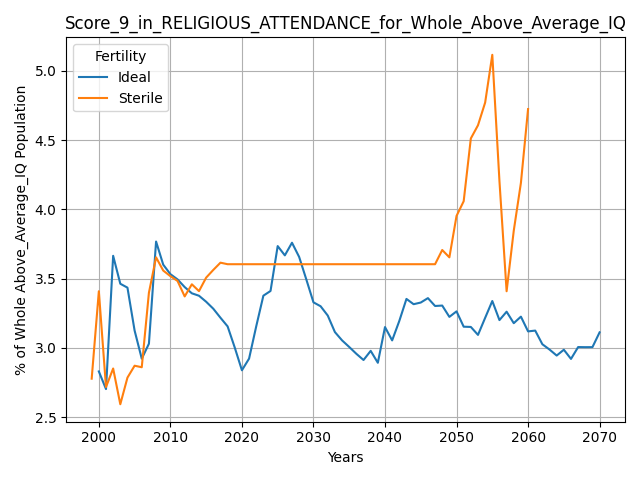 Score_9_in_RELIGIOUS_ATTENDANCE_for_Whole_Above_Average_IQ
Fertility
Ideal
Sterile
% of Whole Above_Average_IQ Population
5.0
4.5
4.0
3.5
3.0
2.5
2000 2010 2020 2030 2040 2050 2060 2070
Years